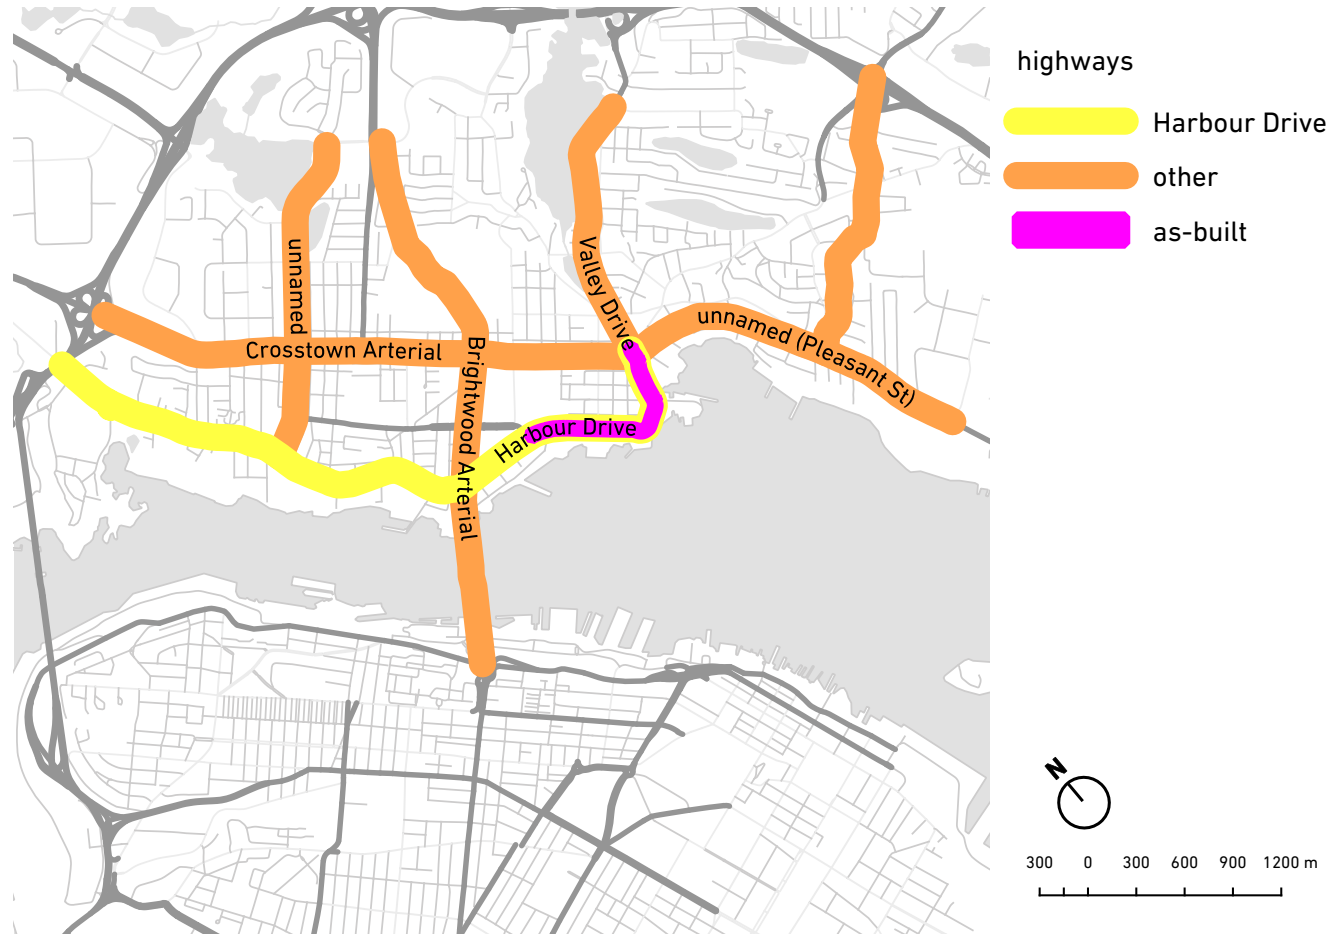 highways
Harbour Drive
other
as-built
unnamed
Valley Drive
unnamed (Pleasant St)
Crosstown Arterial
Brightwood Arterial
Harbour Drive
N
300 0 300 600 900 1200 m